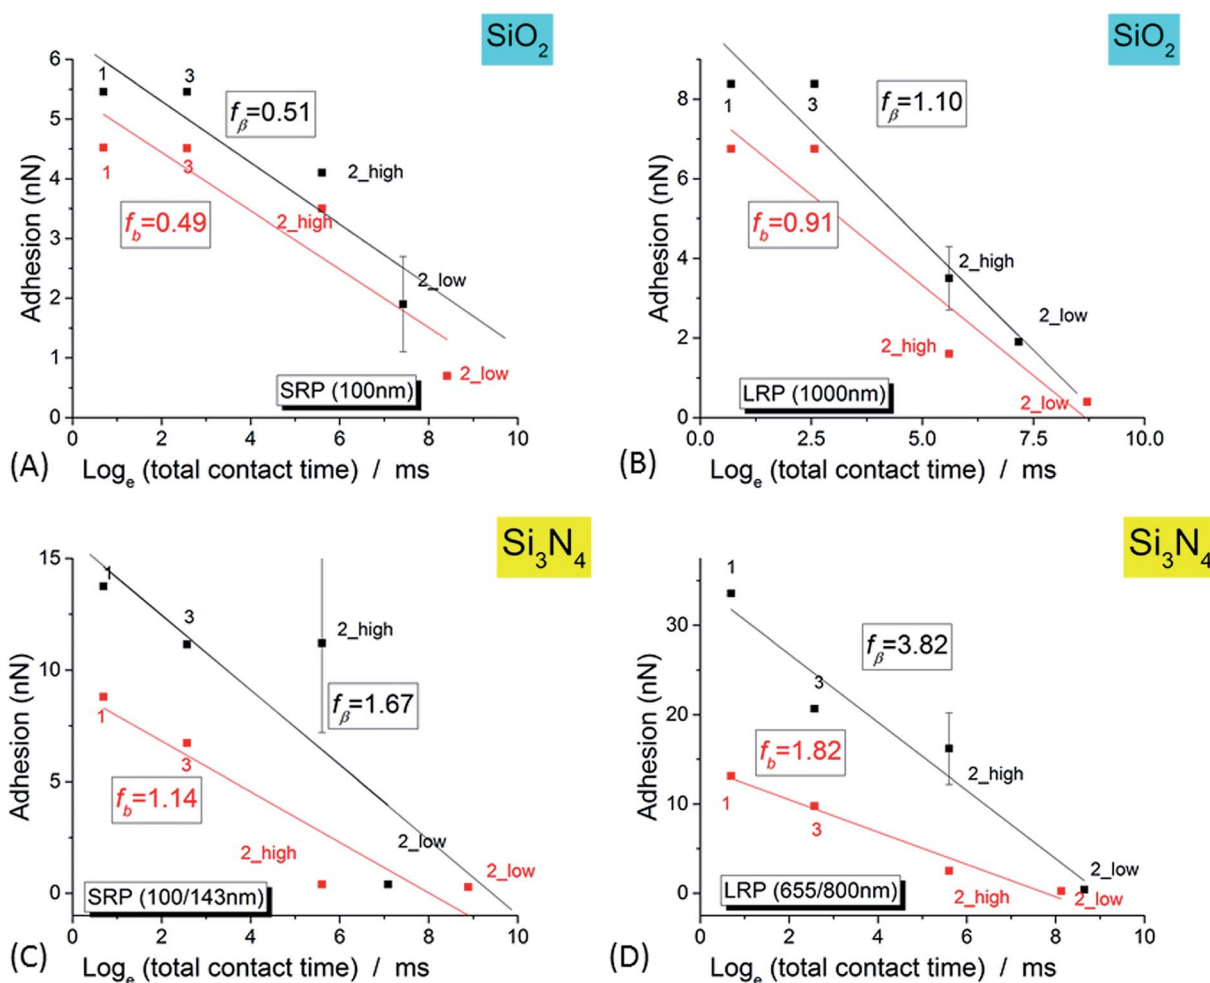 SiO₂
Adhesion (nN)
6
5
4
3
2
1
0
1
3
fβ=0.51
2_high
1
3
fb=0.49
2_high
2_low
2_low
SRP (100nm)
0 2 4 6 8 10
(A)
Logₑ (total contact time) / ms
SiO₂
Adhesion (nN)
8
6
4
2
0
1
3
fβ=1.10
fb=0.91
2_high
2_low
2_high
2_low
LRP (1000nm)
0.0 2.5 5.0 7.5 10.0
(B)
Logₑ (total contact time) / ms
Si₃N₄
Adhesion (nN)
15
10
5
0
1
3
2_high
fβ=1.67
1
3
fb=1.14
2_high
2_low
2_low
SRP (100/143nm)
0 2 4 6 8 10
(C)
Logₑ (total contact time) / ms
Si₃N₄
Adhesion (nN)
30
20
10
0
1
3
fβ=3.82
fb=1.82
2_high
1
3
2_low
2_high
2_low
LRP (655/800nm)
0 2 4 6 8 10
(D)
Logₑ (total contact time) / ms